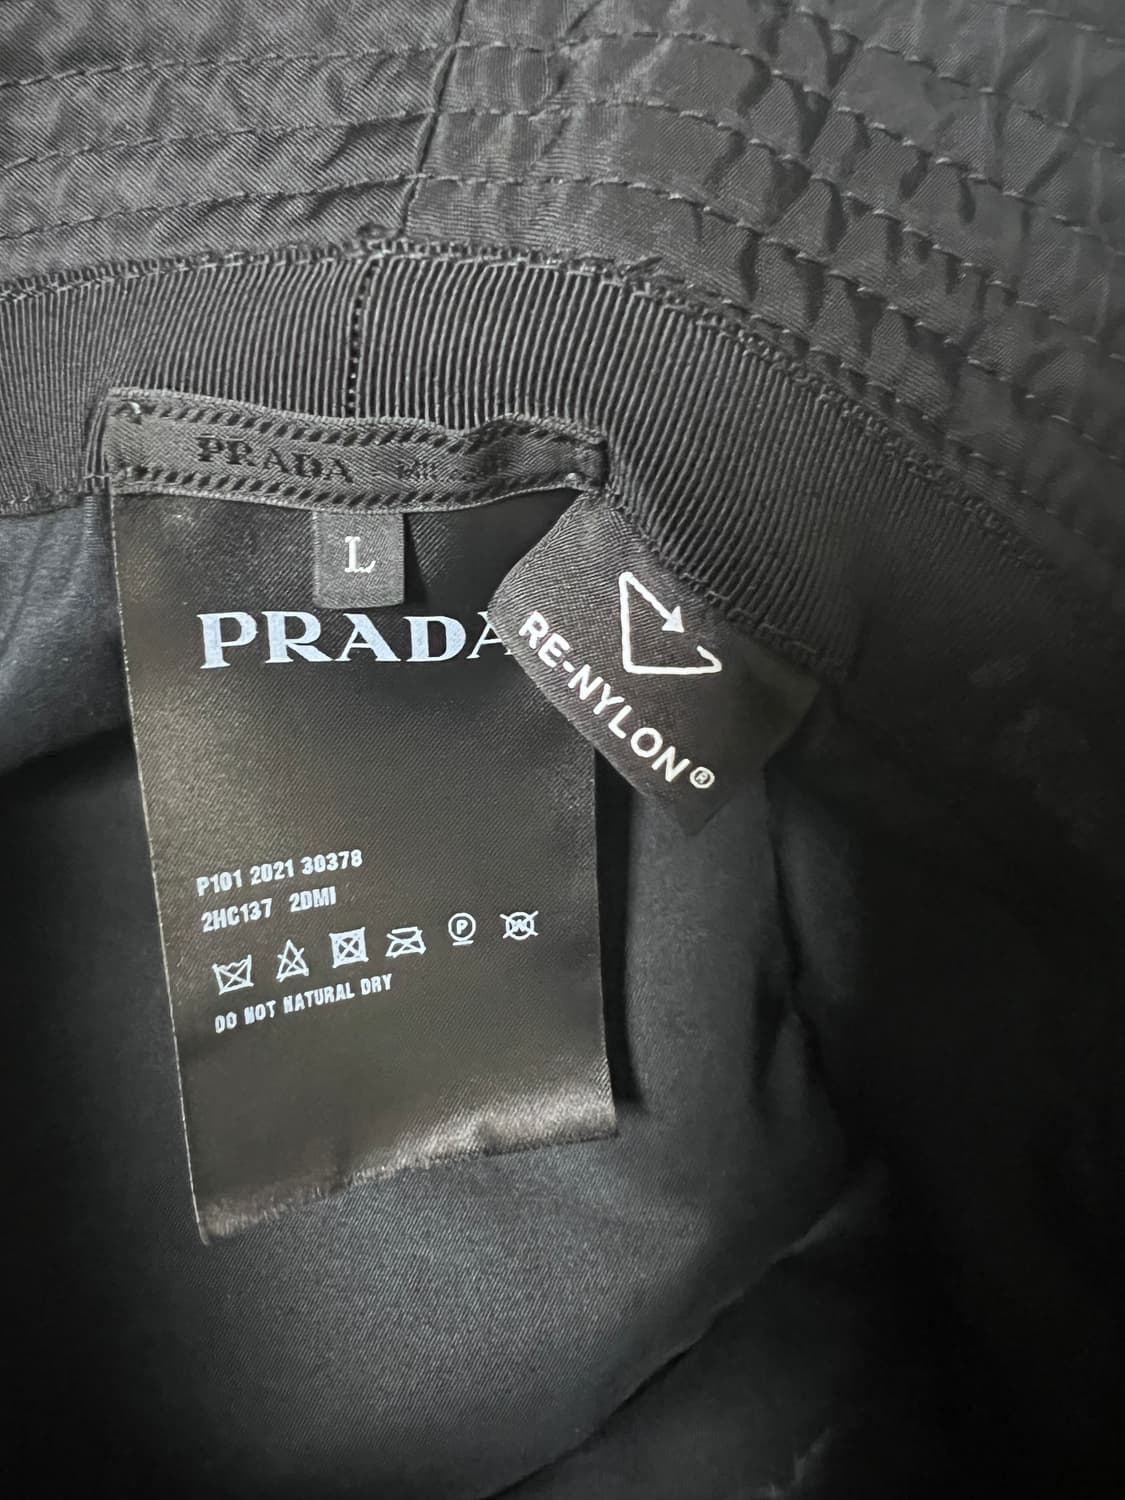 PRADA
L
PRADA
RE-NYLON®
P101 2021 30378
2HC137 2DMI
P
W
DO NOT NATURAL DRY